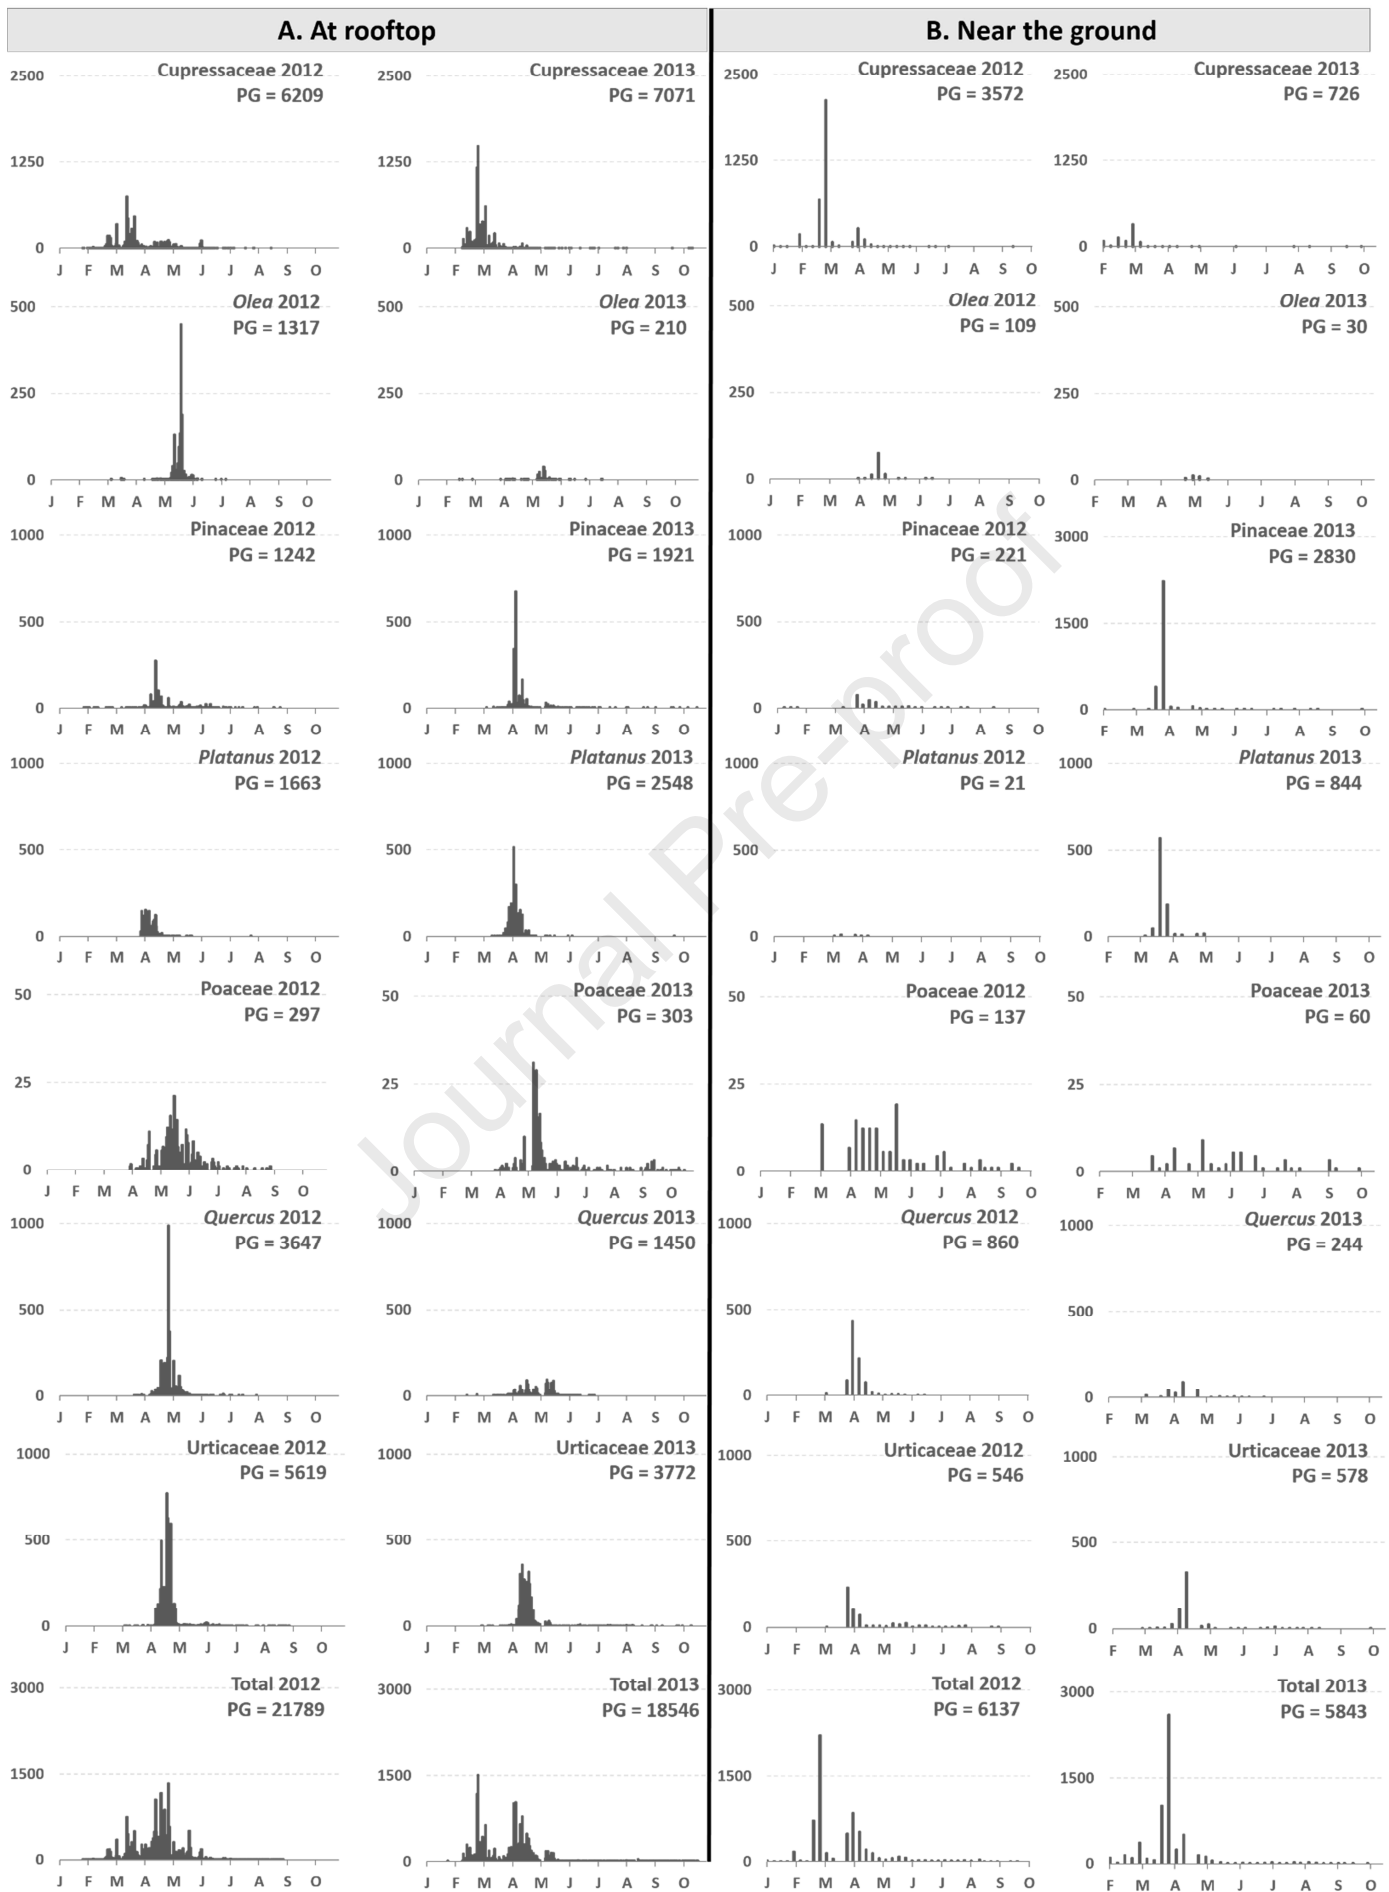 A. At rooftop
B. Near the ground
Cupressaceae 2012
PG = 6209
2500
1250
0
J F M A M J J A S O
Cupressaceae 2013
PG = 7071
2500
1250
0
J F M A M J J A S O
Cupressaceae 2012
PG = 3572
2500
1250
0
J F M A M J J A S O
Cupressaceae 2013
PG = 726
2500
1250
0
F M A M J J A S O
Olea 2012
PG = 1317
500
250
0
J F M A M J J A S O
Olea 2013
PG = 210
500
250
0
J F M A M J J A S O
Olea 2012
PG = 109
500
250
0
J F M A M J J A S O
Olea 2013
PG = 30
500
250
0
F M A M J J A S O
Pinaceae 2012
PG = 1242
1000
500
0
J F M A M J J A S O
Pinaceae 2013
PG = 1921
1000
500
0
J F M A M J J A S O
Pinaceae 2012
PG = 221
1000
500
0
J F M A M J J A S O
Pinaceae 2013
PG = 2830
3000
1500
0
F M A M J J A S O
Platanus 2012
PG = 1663
1000
500
0
J F M A M J J A S O
Platanus 2013
PG = 2548
1000
500
0
J F M A M J J A S O
Platanus 2012
PG = 21
1000
500
0
J F M A M J J A S O
Platanus 2013
PG = 844
1000
500
0
F M A M J J A S O
Poaceae 2012
PG = 297
50
25
0
J F M A M J J A S O
Poaceae 2013
PG = 303
50
25
0
J F M A M J J A S O
Poaceae 2012
PG = 137
50
25
0
J F M A M J J A S O
Poaceae 2013
PG = 60
50
25
0
F M A M J J A S O
Quercus 2012
PG = 3647
1000
500
0
J F M A M J J A S O
Quercus 2013
PG = 1450
1000
500
0
J F M A M J J A S O
Quercus 2012
PG = 860
1000
500
0
J F M A M J J A S O
Quercus 2013
PG = 244
1000
500
0
F M A M J J A S O
Urticaceae 2012
PG = 5619
1000
500
0
J F M A M J J A S O
Urticaceae 2013
PG = 3772
1000
500
0
J F M A M J J A S O
Urticaceae 2012
PG = 546
1000
500
0
J F M A M J J A S O
Urticaceae 2013
PG = 578
1000
500
0
F M A M J J A S O
Total 2012
PG = 21789
3000
1500
0
J F M A M J J A S O
Total 2013
PG = 18546
3000
1500
0
J F M A M J J A S O
Total 2012
PG = 6137
3000
1500
0
J F M A M J J A S O
Total 2013
PG = 5843
3000
1500
0
F M A M J J A S O
Journal Pre-proof